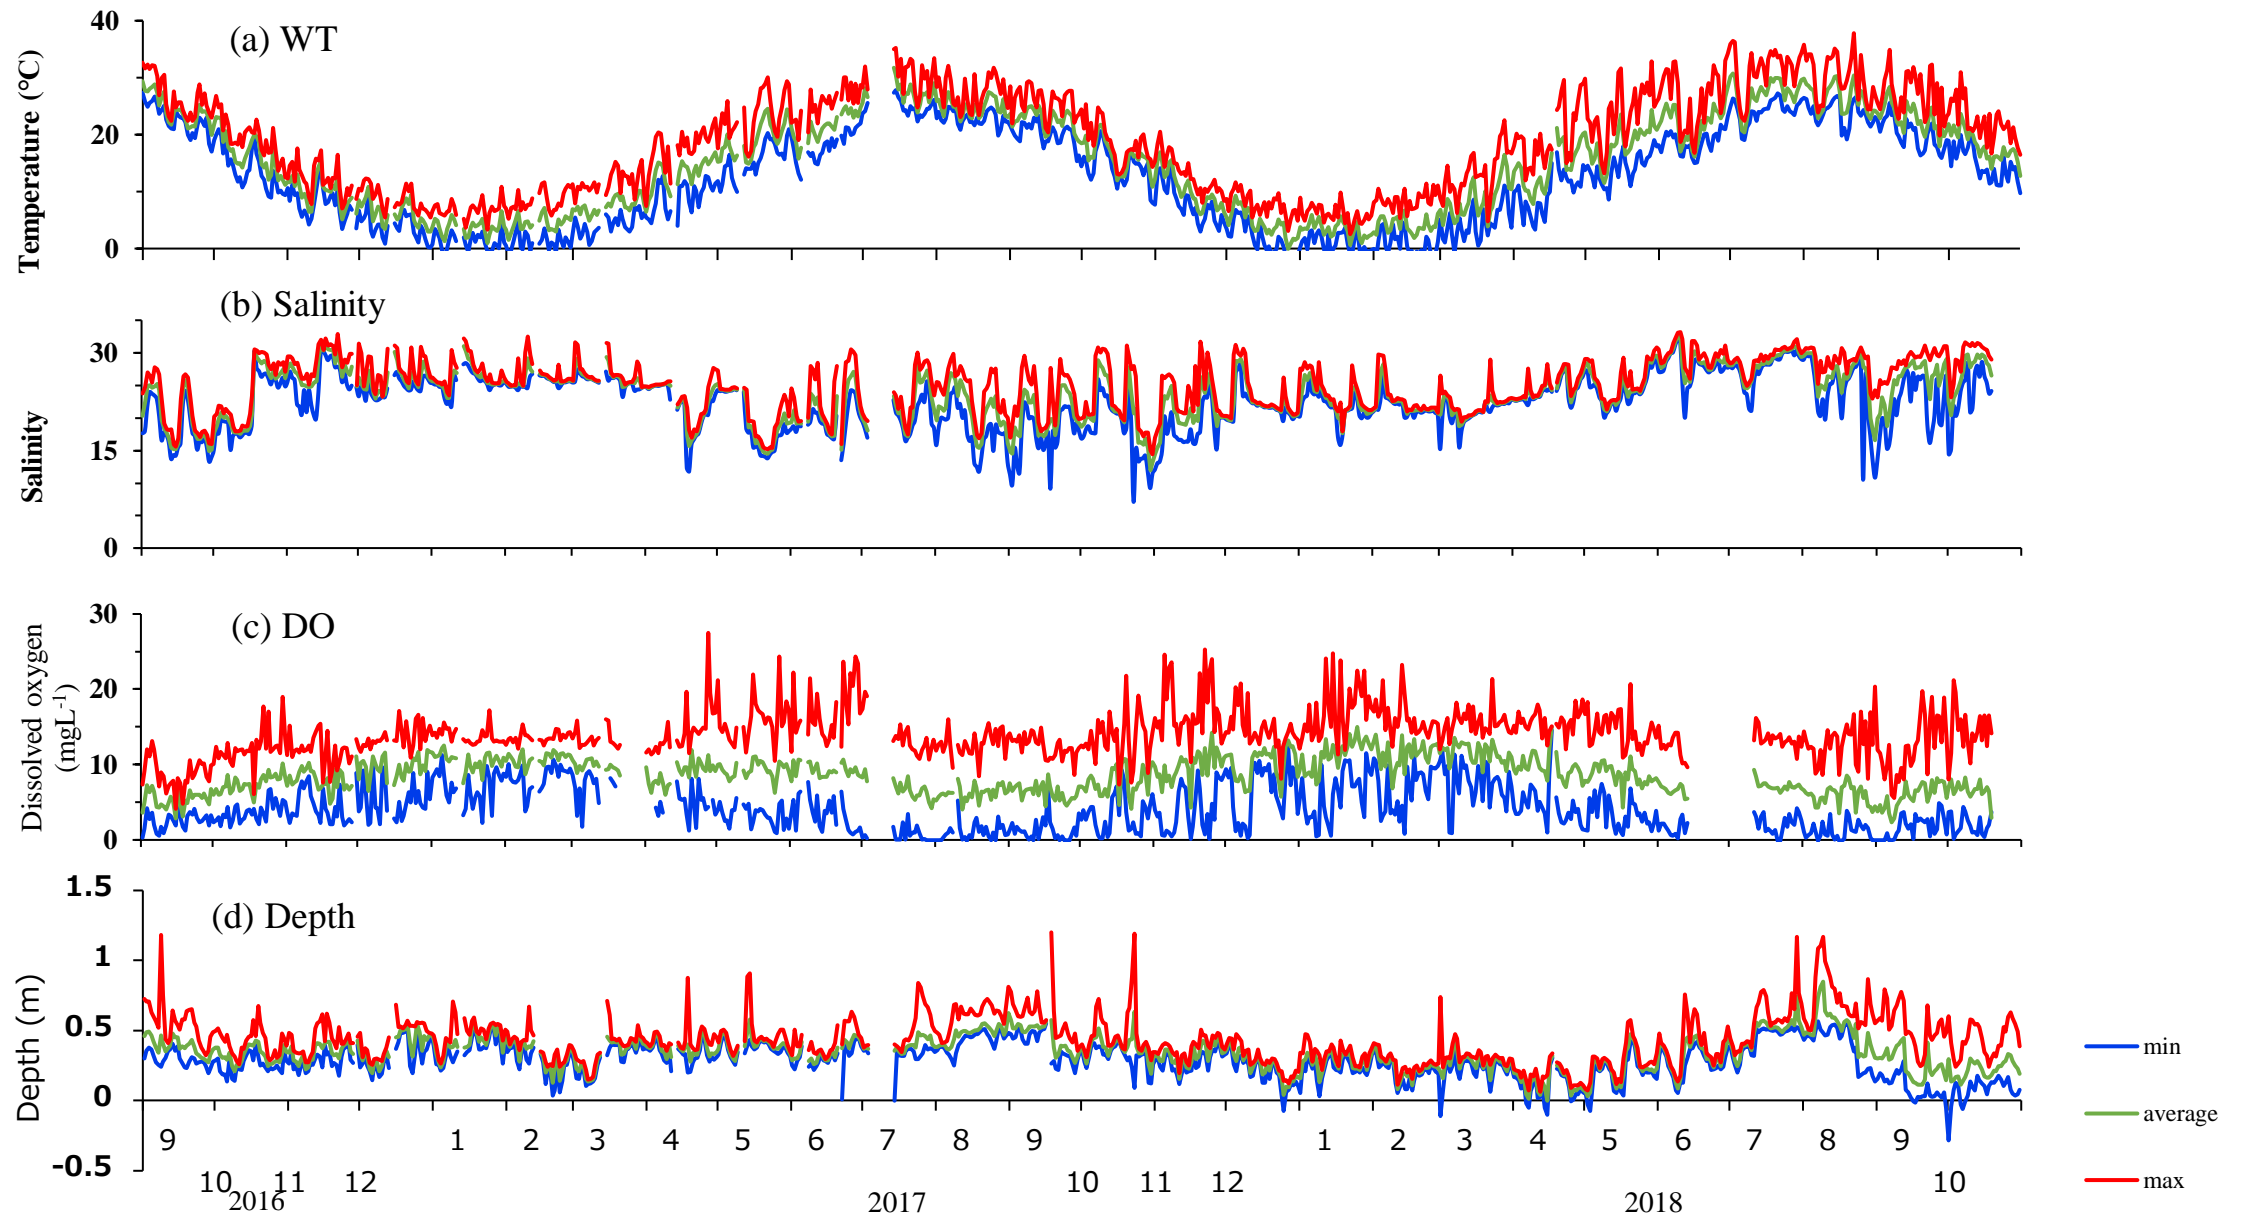 (a) WT
Temperature (℃)
40
20
0
(b) Salinity
Salinity
30
15
0
(c) DO
Dissolved oxygen
(mgL-1)
30
20
10
0
(d) Depth
Depth (m)
1.5
1
0.5
0
-0.5
9 1 2 3 4 5 6 7 8 9 1 2 3 4 5 6 7 8 9
10 11 12 10 11 12 10
2016 2017 2018
min
average
max